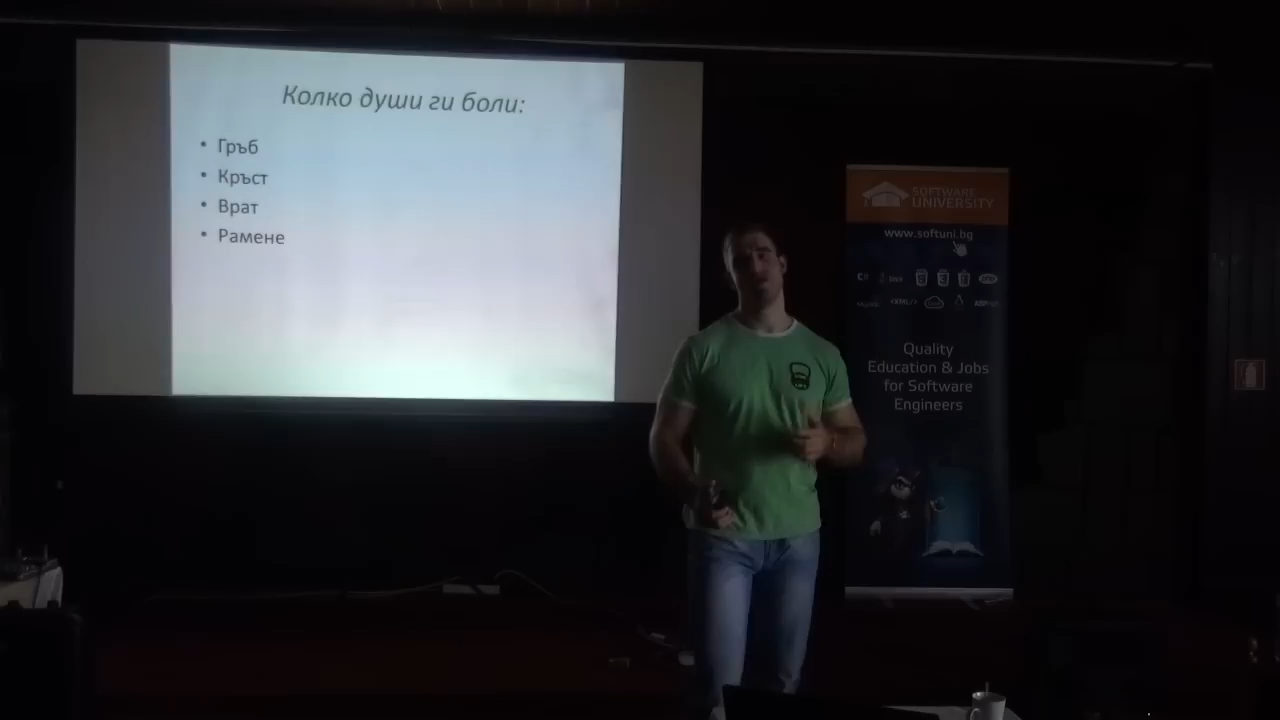 Колко души ги боли:
• Гръб
• Кръст
• Врат
• Рамене
SOFTWARE
UNIVERSITY
www.softuni.bg
Quality
Education & Jobs
for Software
Engineers